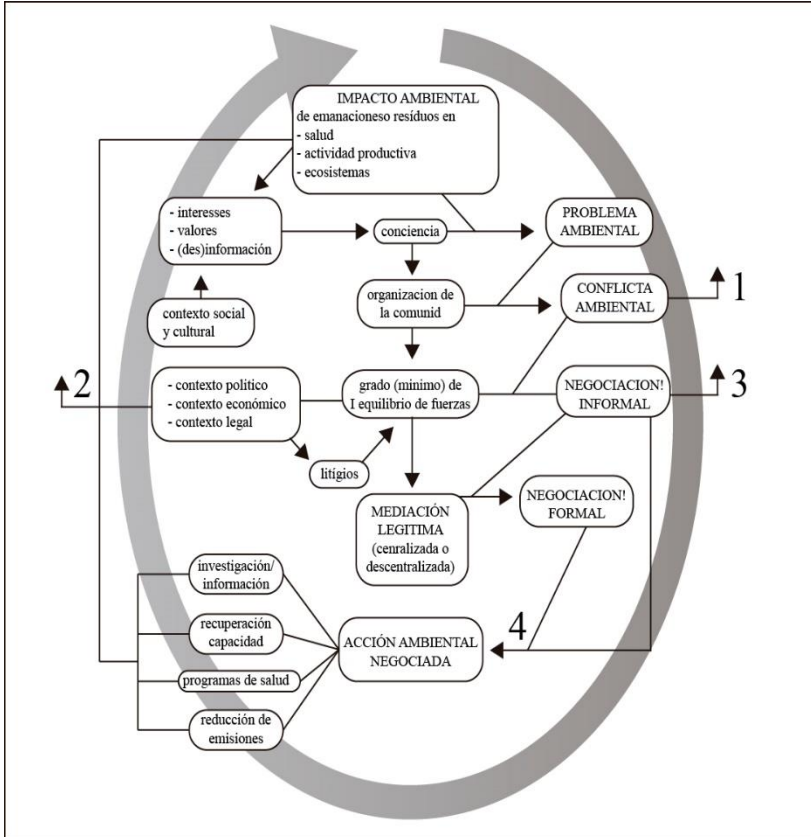 IMPACTO AMBIENTAL
de emanacioneso resíduos en
- salud
- actividad productiva
- ecosistemas
- interesses
- valores
- (des)información
conciencia
PROBLEMA
AMBIENTAL
contexto social
y cultural
organizacion de
la comunid
CONFLICTA
AMBIENTAL
1
2
- contexto político
- contexto económico
- contexto legal
grado (minimo) de
I equilibrio de fuerzas
NEGOCIACION!
INFORMAL
3
litígios
MEDIACIÓN
LEGITIMA
(cenralizada o
descentralizada)
NEGOCIACION!
FORMAL
investigación/
información
recuperación
capacidad
programas de salud
reducción de
emisiones
ACCIÓN AMBIENTAL
NEGOCIADA
4